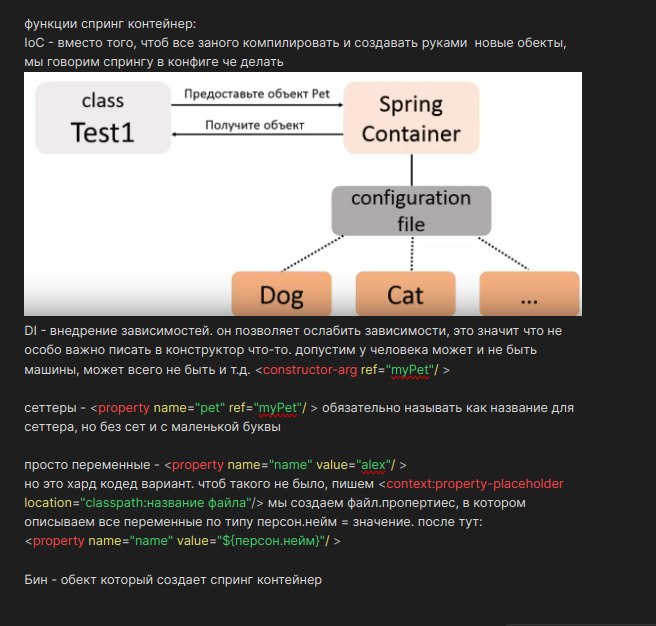 функции спринг контейнер:
IoC - вместо того, чтоб все заного компилировать и создавать руками новые обекты,
мы говорим спрингу в конфиге че делать
class
Test1
Предоставьте объект Pet
Получите объект
Spring
Container
configuration
file
Dog
Cat
...
DI - внедрение зависимостей. он позволяет ослабить зависимости, это значит что не
особо важно писать в конструктор что-то. допустим у человека может и не быть
машины, может всего не быть и т.д. <constructor-arg ref="myPet"/ >
сеттеры - <property name="pet" ref="myPet"/ > обязательно называть как название для
сеттера, но без сет и с маленькой буквы
просто переменные - <property name="name" value="alex"/ >
но это хард кодед вариант. чтоб такого не было, пишем <context:property-placeholder
location="classpath:название файла"/> мы создаем файл.пропертиес, в котором
описываем все переменные по типу персон.нейм = значение. после тут:
<property name="name" value="${персон.нейм}"/ >
Бин - обект который создает спринг контейнер